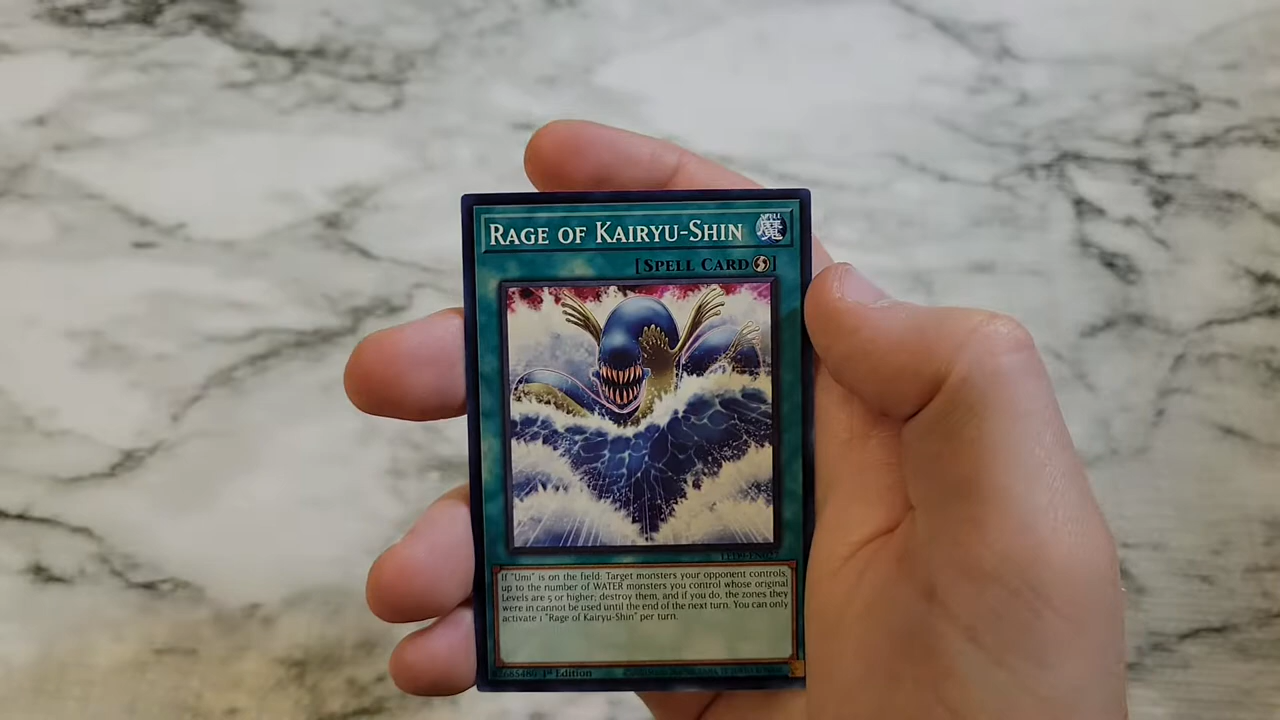 RAGE OF KAIRYU-SHIN
SPELL
魔
[SPELL CARD]
If "Umi" is on the field: Target monsters your opponent controls,
up to the number of WATER monsters you control whose original
Levels are 5 or higher; destroy them, and if you do, the zones they
were in cannot be used until the end of the next turn. You can only
activate 1 "Rage of Kairyu-Shin" per turn.
1st Edition